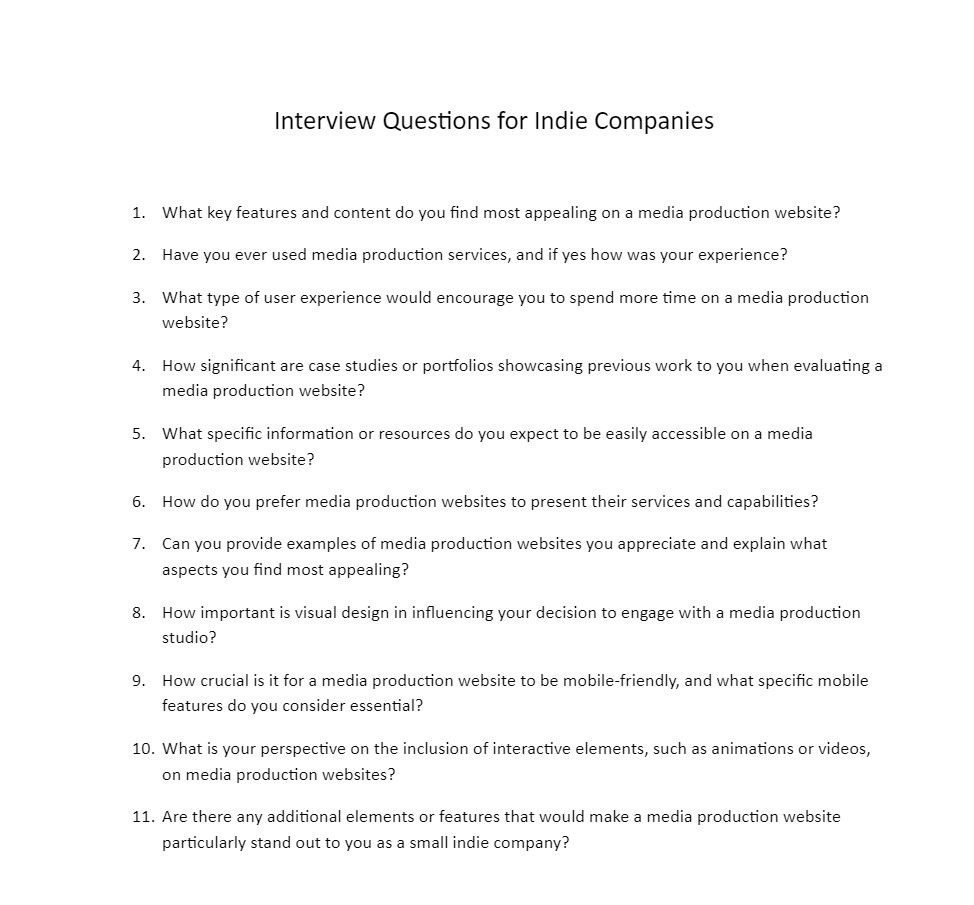 Interview Questions for Indie Companies
1. What key features and content do you find most appealing on a media production website?
2. Have you ever used media production services, and if yes how was your experience?
3. What type of user experience would encourage you to spend more time on a media production
website?
4. How significant are case studies or portfolios showcasing previous work to you when evaluating a
media production website?
5. What specific information or resources do you expect to be easily accessible on a media
production website?
6. How do you prefer media production websites to present their services and capabilities?
7. Can you provide examples of media production websites you appreciate and explain what
aspects you find most appealing?
8. How important is visual design in influencing your decision to engage with a media production
studio?
9. How crucial is it for a media production website to be mobile-friendly, and what specific mobile
features do you consider essential?
10. What is your perspective on the inclusion of interactive elements, such as animations or videos,
on media production websites?
11. Are there any additional elements or features that would make a media production website
particularly stand out to you as a small indie company?